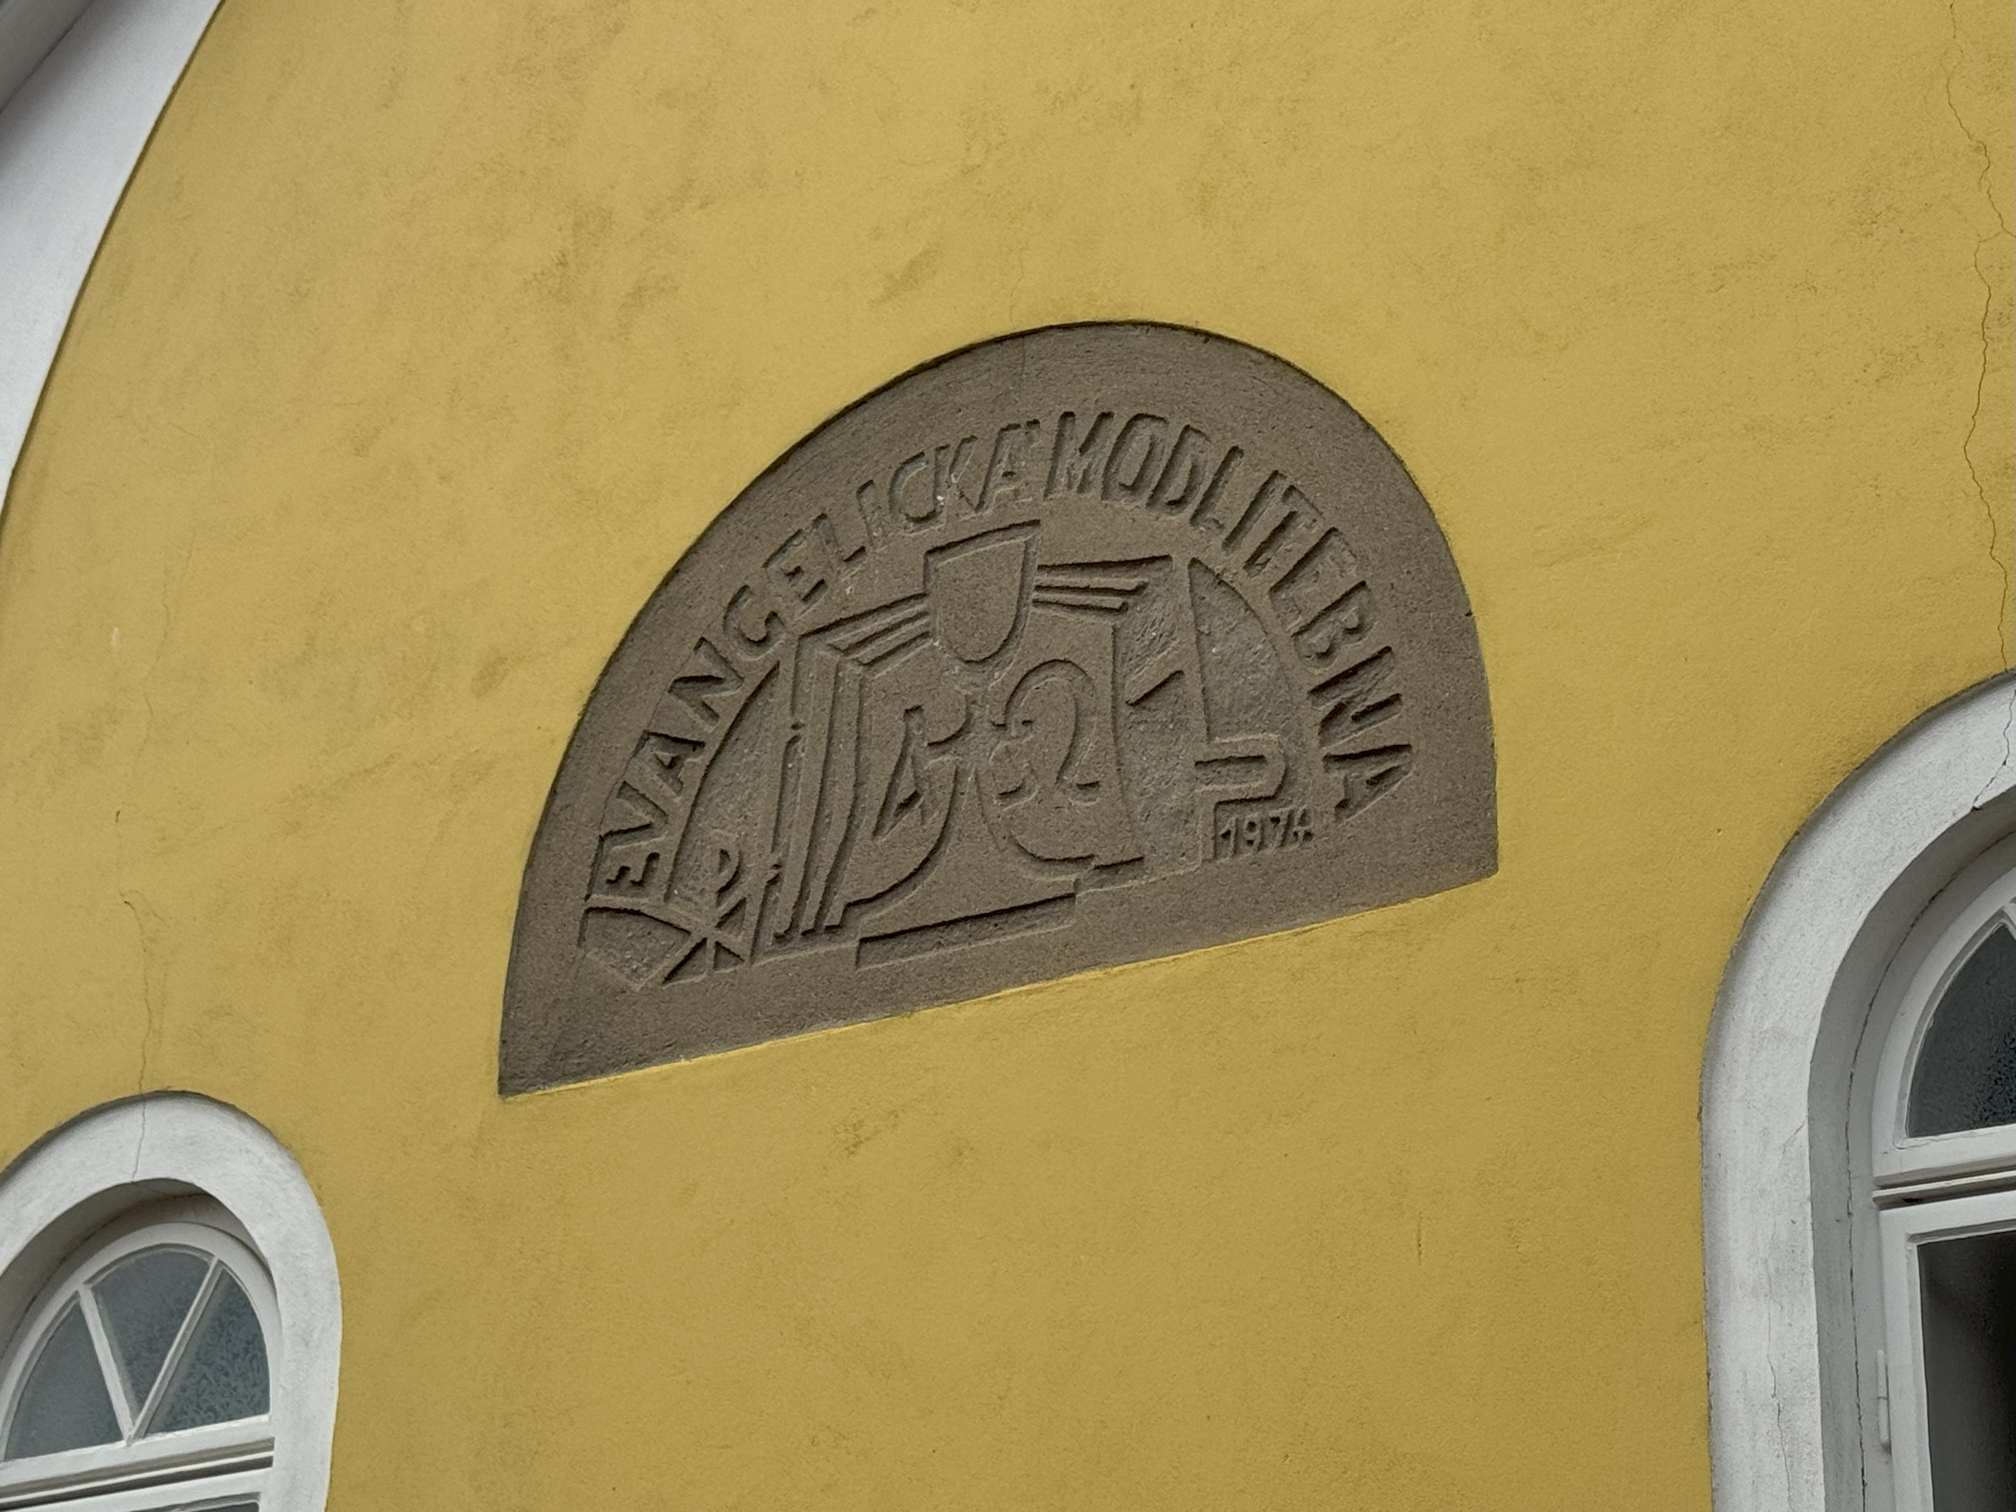 EVANGELICKÁ MODLITEBNA
A Ω
1974